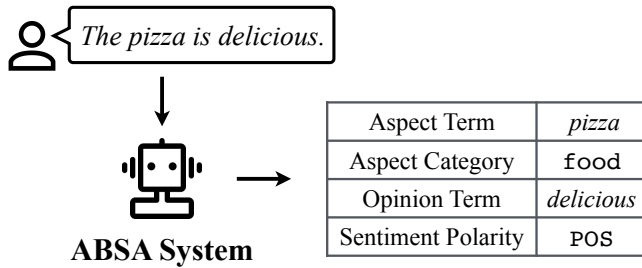 The pizza is delicious.
ABSA System
Aspect Term pizza
Aspect Category food
Opinion Term delicious
Sentiment Polarity POS